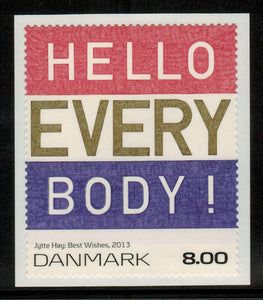 HELLO
EVERY
BODY!
Jytte Høy: Best Wishes, 2013
DANMARK 8.00